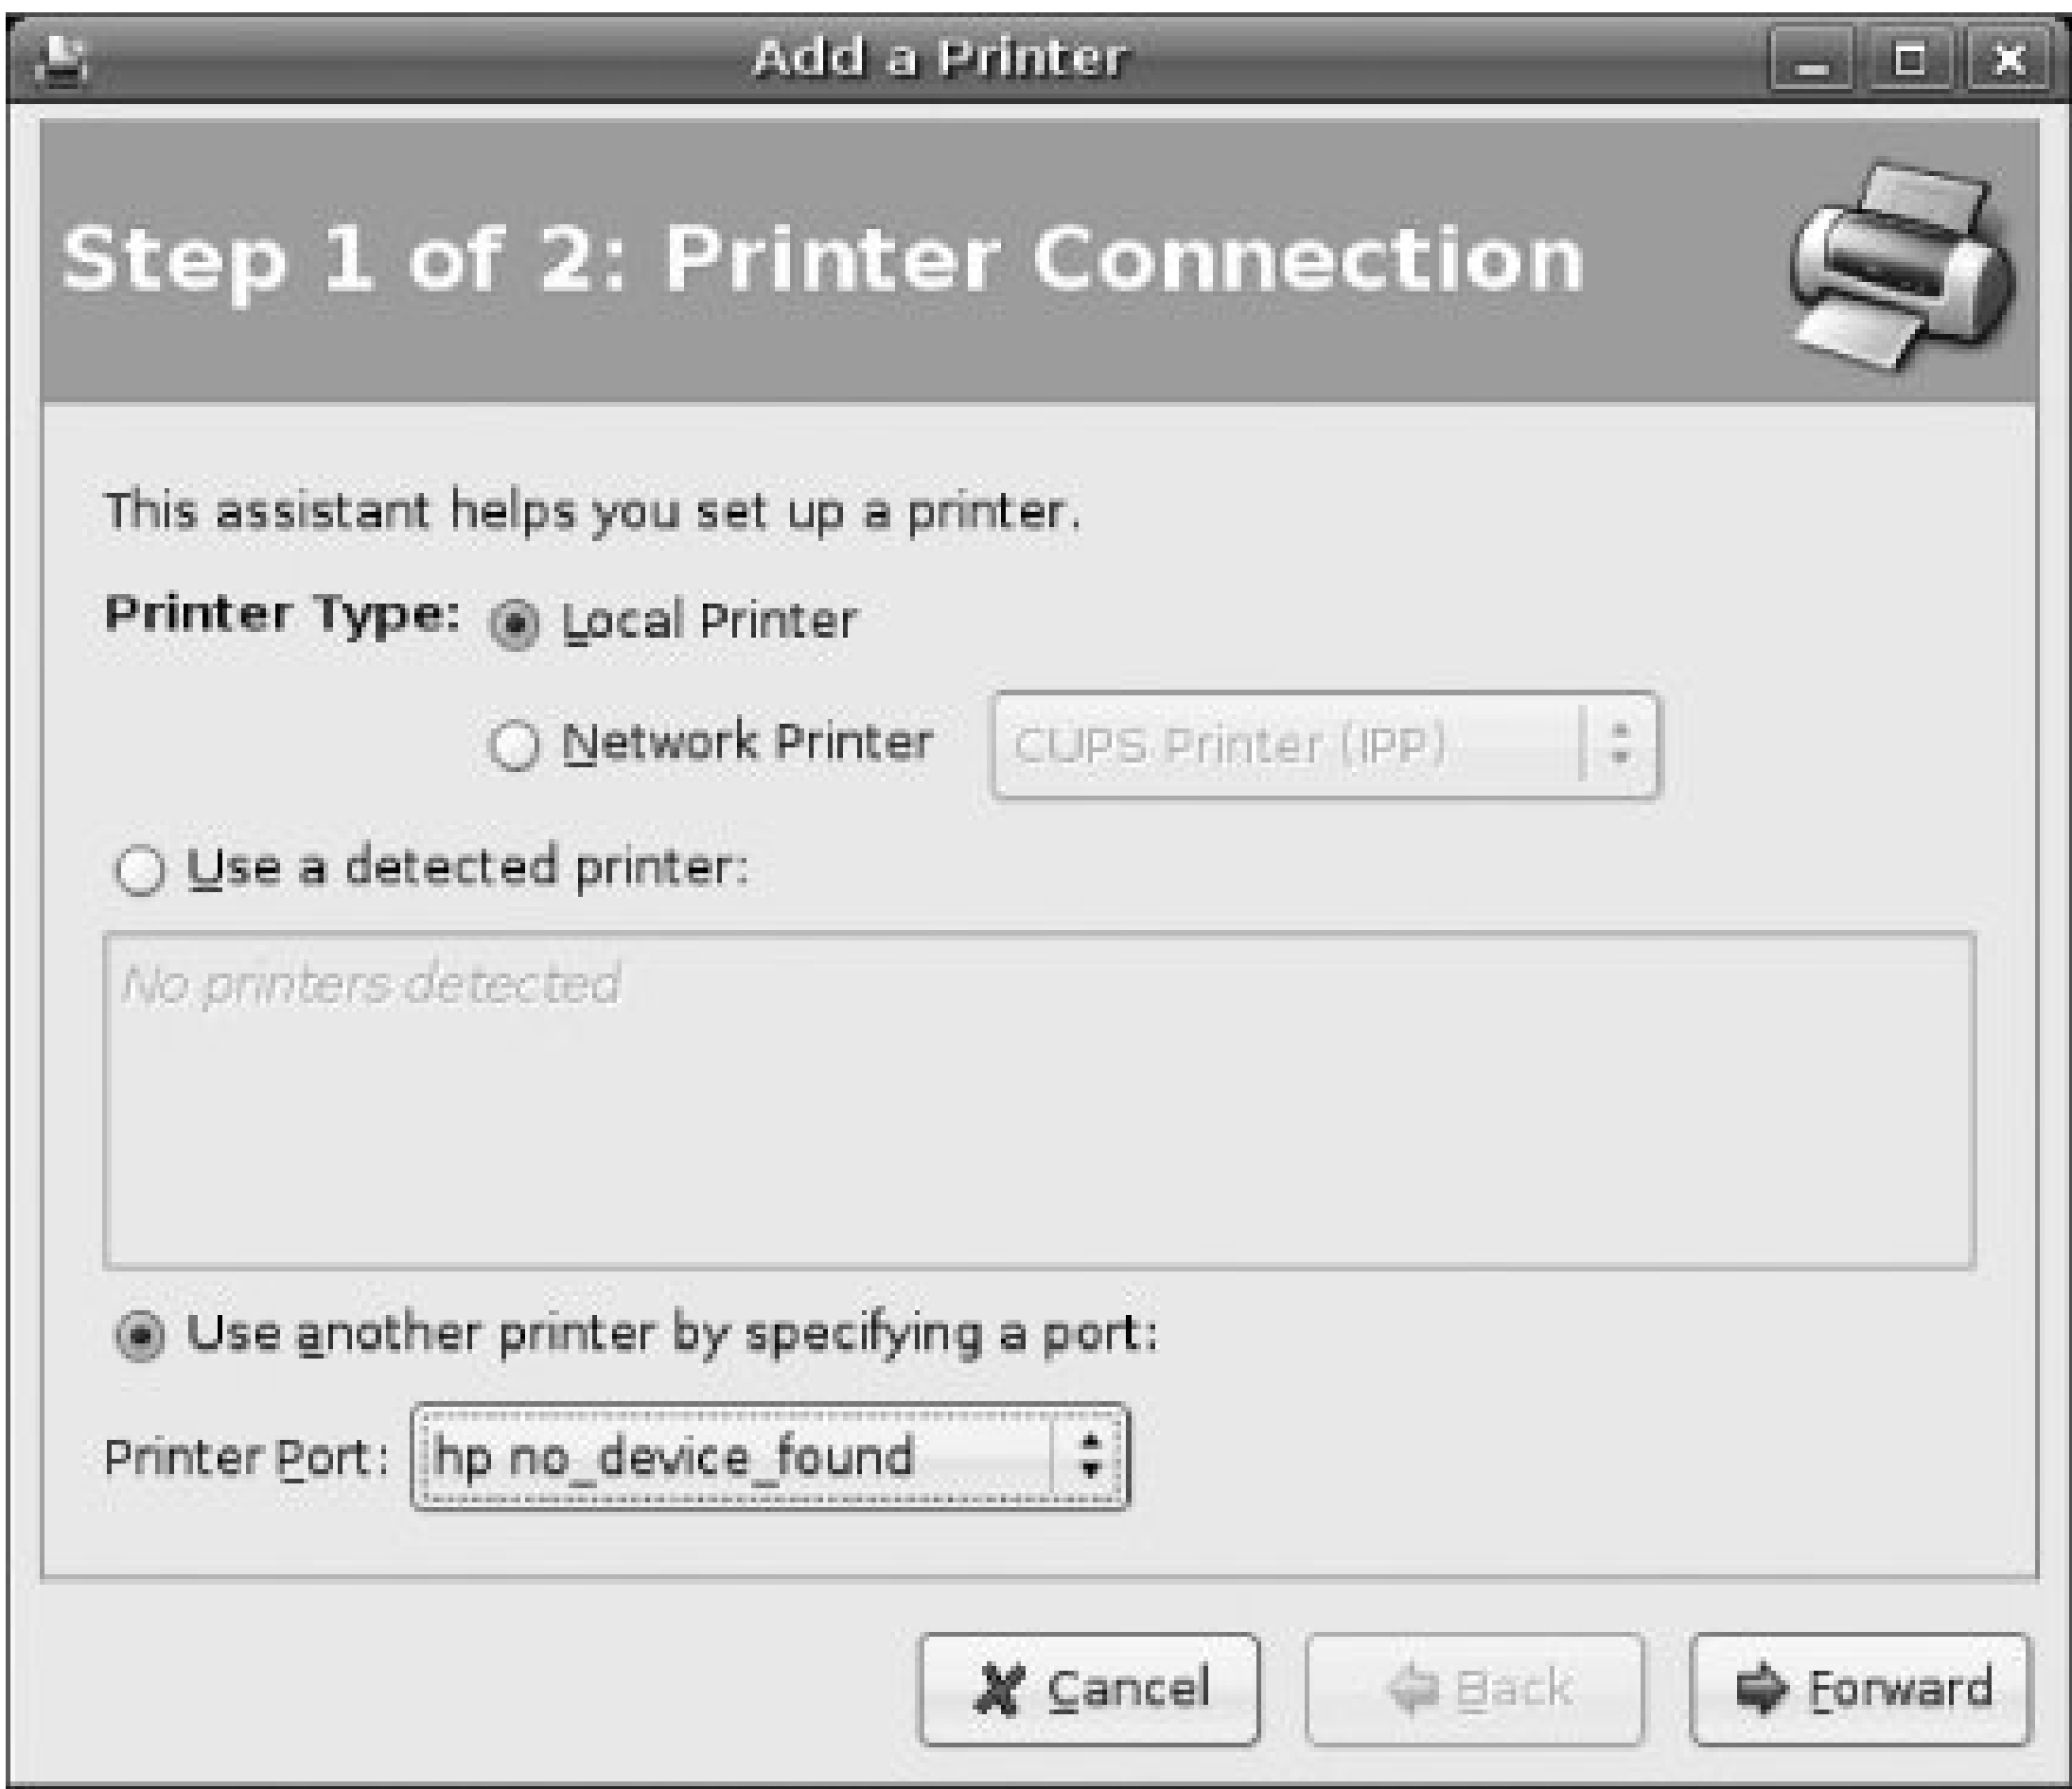 Add a Printer
Step 1 of 2: Printer Connection
This assistant helps you set up a printer.
Printer Type: Local Printer
Network Printer CUPS Printer (IPP)
Use a detected printer:
No printers detected
Use another printer by specifying a port:
Printer Port: hp no_device_found
Cancel Back Forward